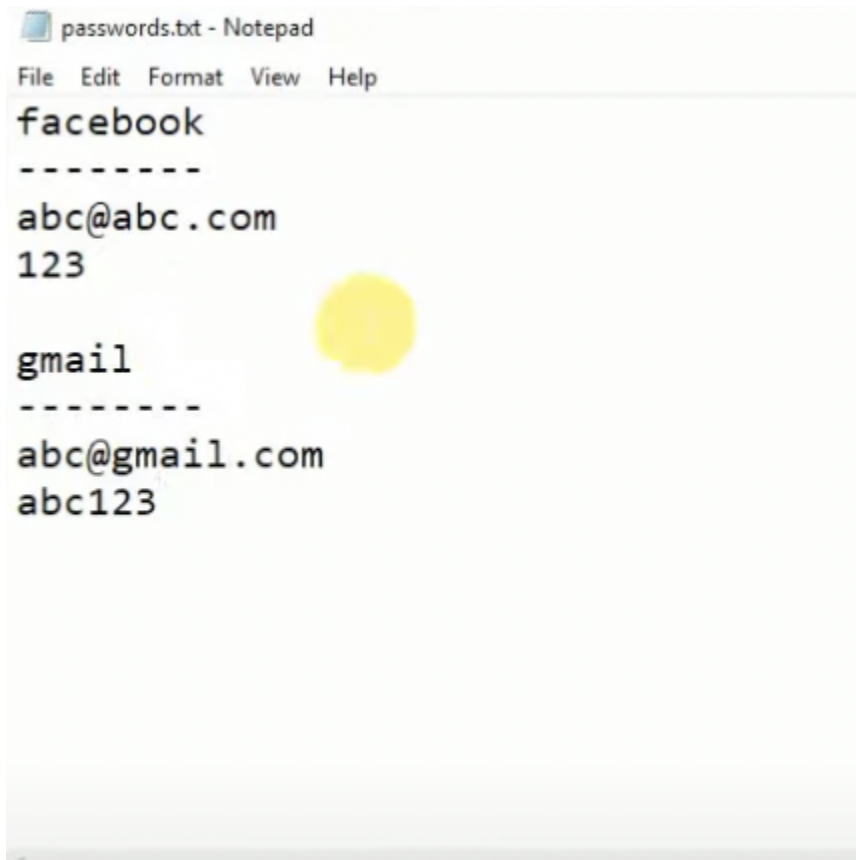 passwords.txt - Notepad
File Edit Format View Help
facebook
--------
abc@abc.com
123
gmail
--------
abc@gmail.com
abc123